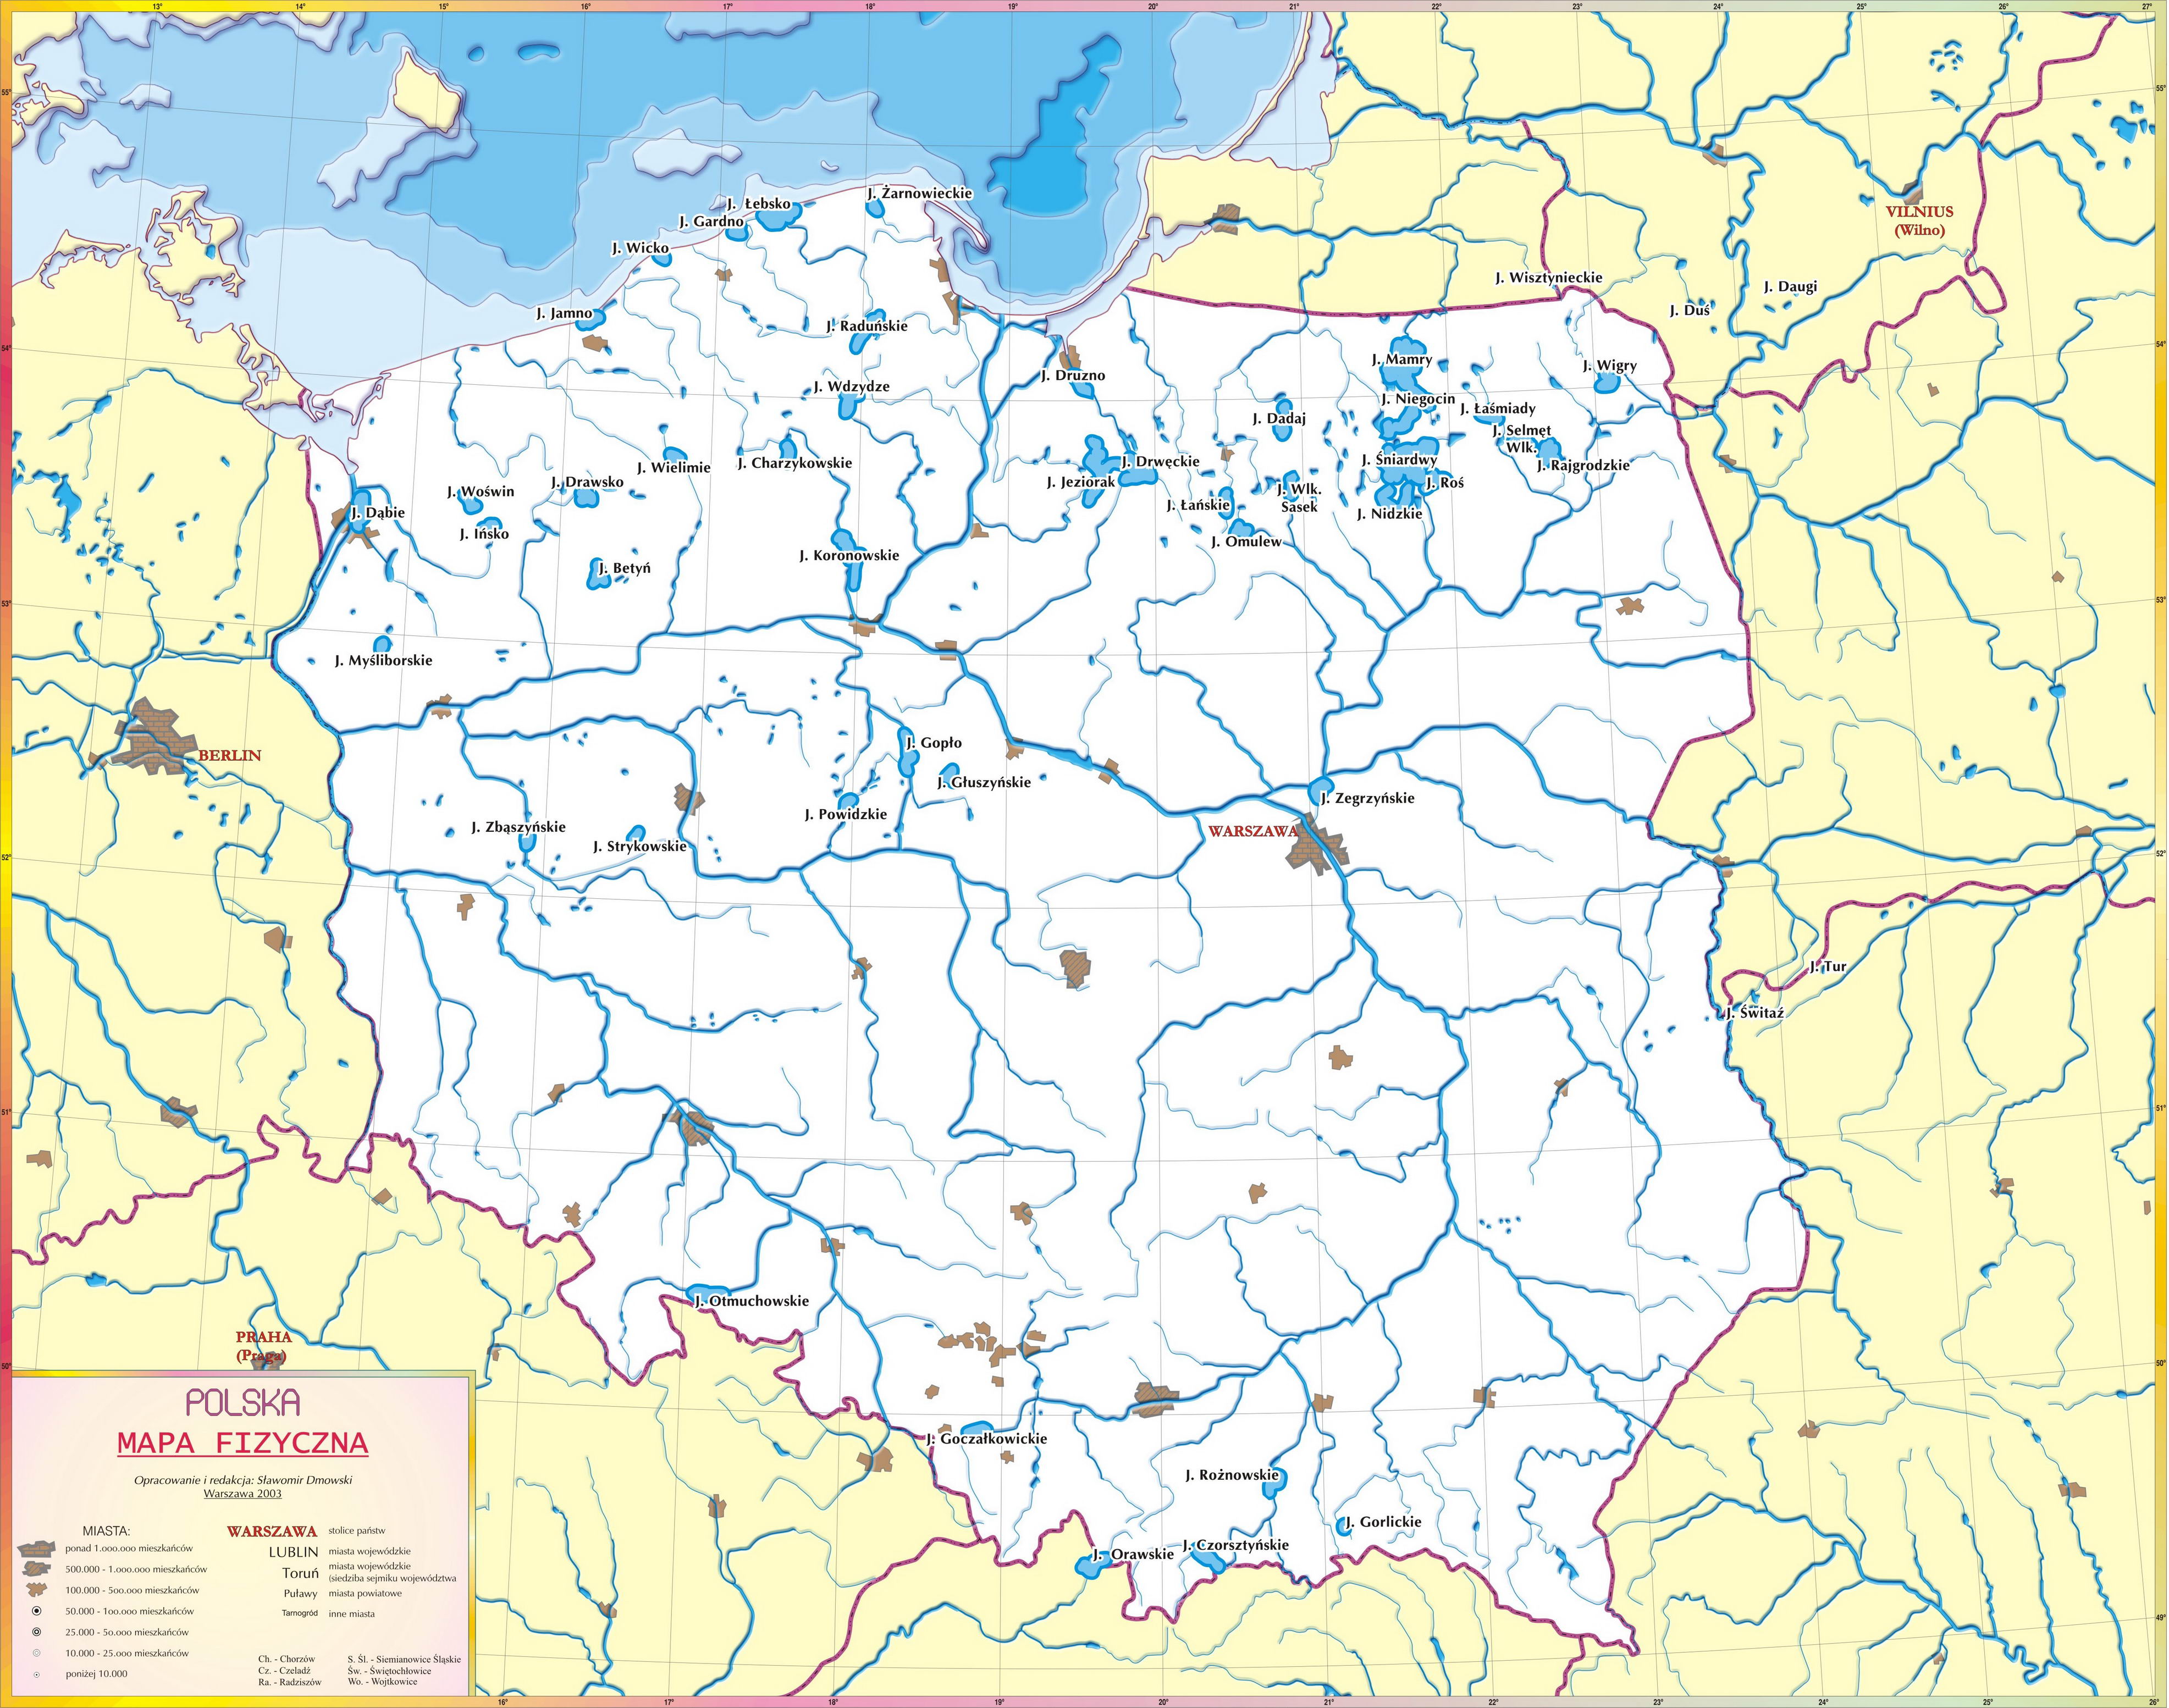 13°
14°
15°
16°
17°
18°
19°
20°
21°
22°
23°
24°
25°
26°
27°
55°
55°
J. Żarnowieckie
J. Łebsko
J. Gardno
J. Wicko
VILNIUS
(Wilno)
J. Wisztynieckie
J. Daugi
J. Duś
J. Jamno
J. Raduńskie
54°
54°
J. Mamry
J. Wigry
J. Druzno
J. Wdzydze
J. Niegocin
J. Łaśmiady
J. Dadaj
J. Selmęt
Wlk.
J. Wielimie
J. Charzykowskie
J. Drwęckie
J. Śniardwy
J. Rajgrodzkie
J. Drawsko
J. Jeziorak
J. Roś
J. Woświn
J. Wlk.
Sasek
J. Łańskie
J. Dąbie
J. Nidzkie
J. Ińsko
J. Omulew
J. Koronowskie
J. Betyń
53°
53°
J. Myśliborskie
J. Gopło
BERLIN
J. Głuszyńskie
J. Zegrzyńskie
J. Powidzkie
J. Zbąszyńskie
WARSZAWA
J. Strykowskie
52°
52°
J. Tur
J. Świtaź
51°
51°
J. Otmuchowskie
PRAHA
(Praga)
50°
50°
J. Goczałkowickie
J. Rożnowskie
J. Gorlickie
J. Czorsztyńskie
J. Orawskie
49°
POLSKA
MAPA FIZYCZNA
Opracowanie i redakcja: Sławomir Dmowski
Warszawa 2003
MIASTA:
ponad 1.000.000 mieszkańców
500.000 - 1.000.000 mieszkańców
100.000 - 500.000 mieszkańców
50.000 - 100.000 mieszkańców
25.000 - 50.000 mieszkańców
10.000 - 25.000 mieszkańców
poniżej 10.000
WARSZAWA stolice państw
LUBLIN miasta wojewódzkie
Toruń miasta wojewódzkie
(siedziba sejmiku województwa
Puławy miasta powiatowe
Tarnogród inne miasta
Ch. - Chorzów
Cz. - Czeladź
Ra. - Radziszów
S. Śl. - Siemianowice Śląskie
Św. - Świętochłowice
Wo. - Wojtkowice
16°
17°
18°
19°
20°
21°
22°
23°
24°
25°
26°